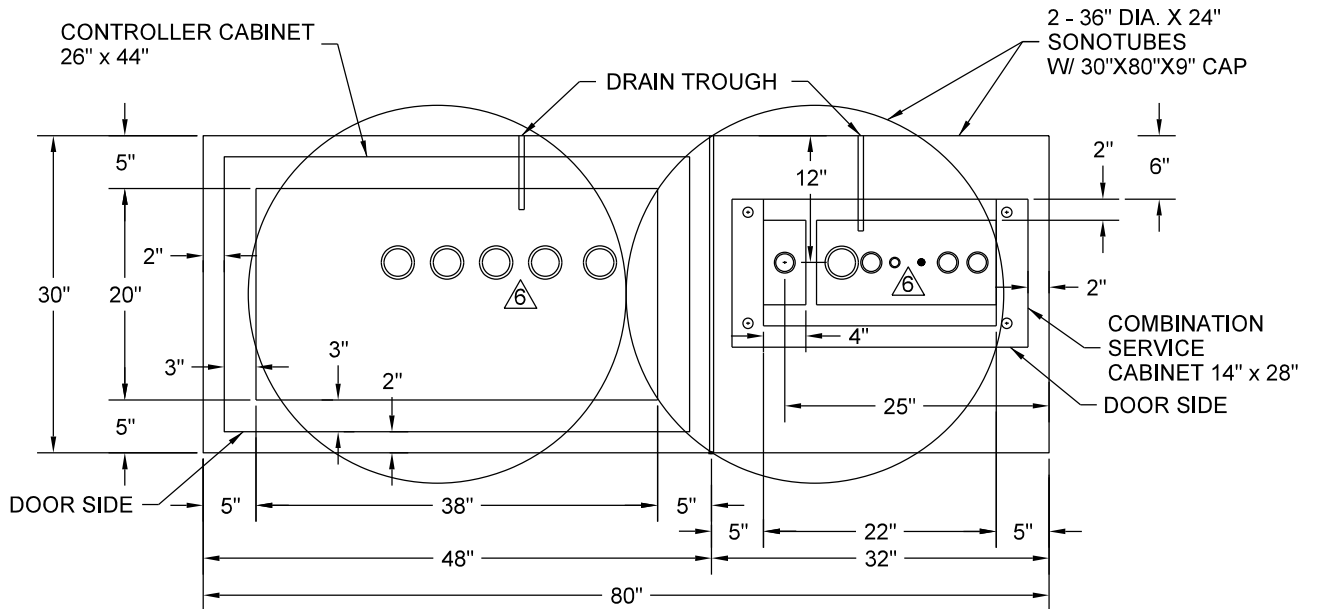 CONTROLLER CABINET
26" x 44"
2 - 36" DIA. X 24"
SONOTUBES
W/ 30"X80"X9" CAP
DRAIN TROUGH
5"
12"
2"
6"
2"
30"
20"
6
6
2"
4"
COMBINATION
SERVICE
CABINET 14" x 28"
3"
3"
2"
25"
DOOR SIDE
5"
DOOR SIDE
5"
38"
5"
5"
22"
5"
48"
32"
80"